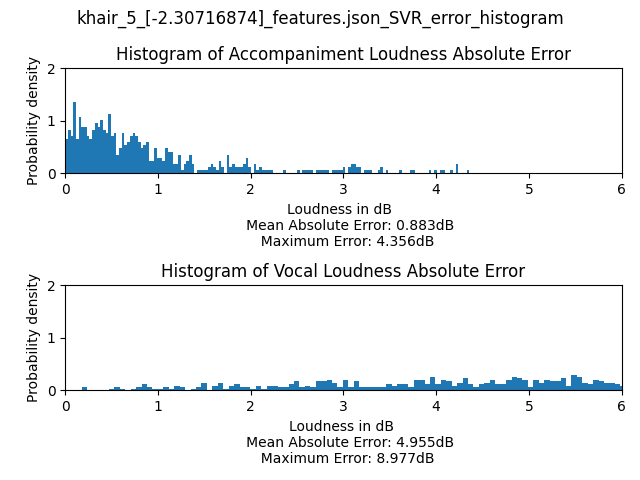 khair_5_[-2.30716874]_features.json_SVR_error_histogram
Histogram of Accompaniment Loudness Absolute Error
Probability density
2
1
0
0 1 2 3 4 5 6
Loudness in dB
Mean Absolute Error: 0.883dB
Maximum Error: 4.356dB
Histogram of Vocal Loudness Absolute Error
Probability density
2
1
0
0 1 2 3 4 5 6
Loudness in dB
Mean Absolute Error: 4.955dB
Maximum Error: 8.977dB